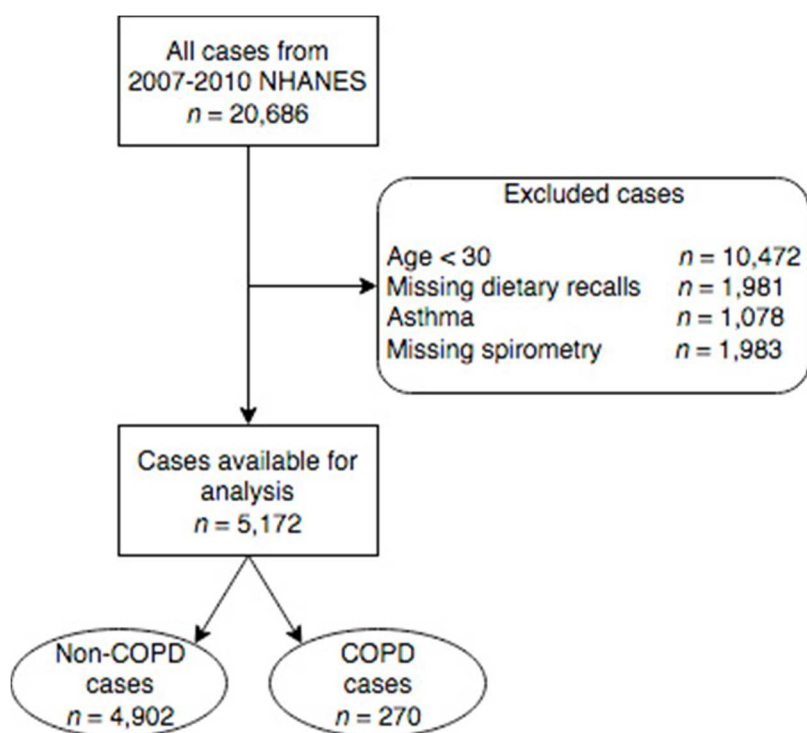 All cases from
2007-2010 NHANES
n = 20,686
Excluded cases
Age < 30 n = 10,472
Missing dietary recalls n = 1,981
Asthma n = 1,078
Missing spirometry n = 1,983
Cases available for
analysis
n = 5,172
Non-COPD
cases
n = 4,902
COPD
cases
n = 270